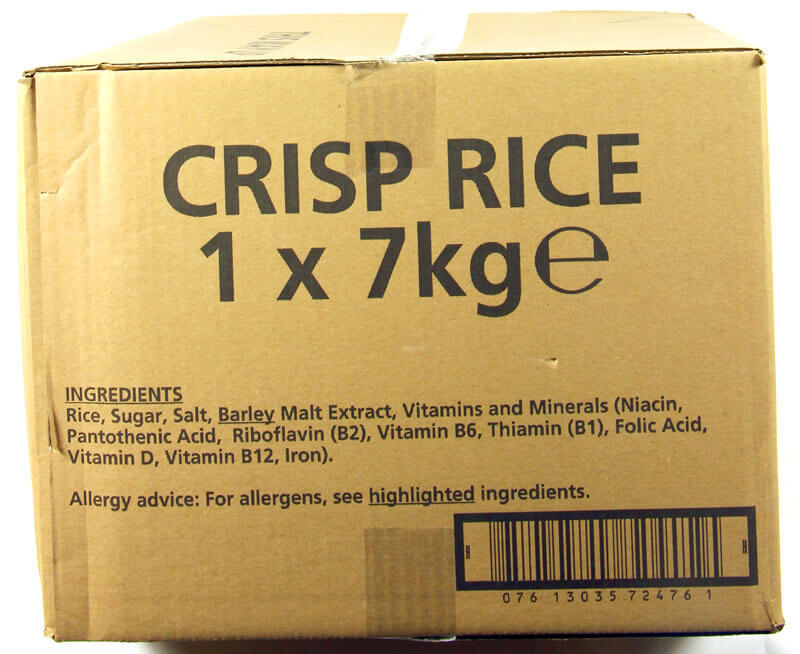 CRISP RICE
1 x 7kg℮
INGREDIENTS
Rice, Sugar, Salt, Barley Malt Extract, Vitamins and Minerals (Niacin,
Pantothenic Acid, Riboflavin (B2), Vitamin B6, Thiamin (B1), Folic Acid,
Vitamin D, Vitamin B12, Iron).
Allergy advice: For allergens, see highlighted ingredients.
H H
076 13035 72476 1